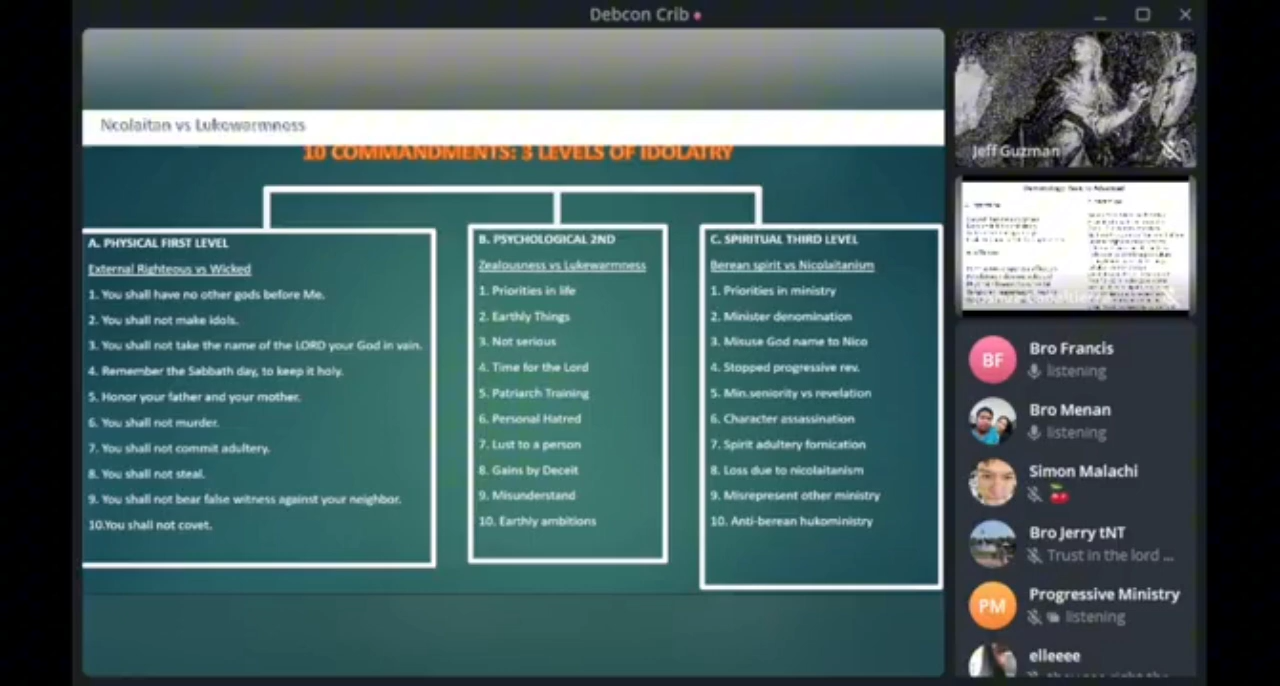 Debcon Crib
Ncolaitan vs Lukewarmness
10 COMMANDMENTS: 3 LEVELS OF IDOLATRY
A. PHYSICAL FIRST LEVEL
External Righteous vs Wicked
1. You shall have no other gods before Me.
2. You shall not make idols.
3. You shall not take the name of the LORD your God in vain.
4. Remember the Sabbath day, to keep it holy.
5. Honor your father and your mother.
6. You shall not murder.
7. You shall not commit adultery.
8. You shall not steal.
9. You shall not bear false witness against your neighbor.
10.You shall not covet.
B. PSYCHOLOGICAL 2ND
Zealousness vs Lukewarmness
1. Priorities in life
2. Earthly Things
3. Not serious
4. Time for the Lord
5. Patriarch Training
6. Personal Hatred
7. Lust to a person
8. Gains by Deceit
9. Misunderstand
10. Earthly ambitions
C. SPIRITUAL THIRD LEVEL
Berean spirit vs Nicolaitanism
1. Priorities in ministry
2. Minister denomination
3. Misuse God name to Nico
4. Stopped progressive rev.
5. Min.seniority vs revelation
6. Character assassination
7. Spirit adultery fornication
8. Loss due to nicolaitanism
9. Misrepresent other ministry
10. Anti-berean hukoministry
Jeff Guzman
BF
Bro Francis
listening
Bro Menan
listening
Simon Malachi
Bro Jerry tNT
Trust in the lord ...
PM
Progressive Ministry
listening
elleeee